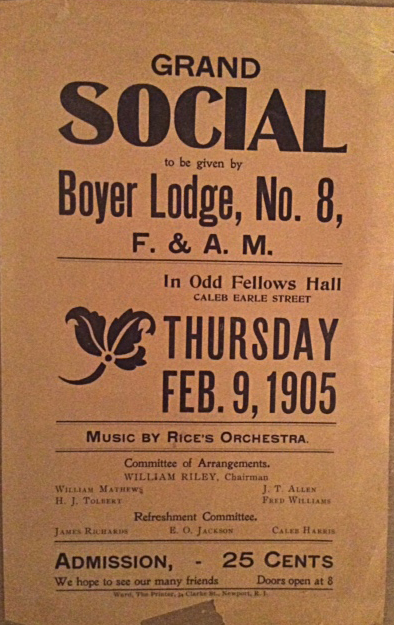 GRAND
SOCIAL
to be given by
Boyer Lodge, No. 8,
F. & A. M.
In Odd Fellows Hall
CALEB EARLE STREET
THURSDAY
FEB. 9, 1905
MUSIC BY RICE'S ORCHESTRA.
Committee of Arrangements.
WILLIAM RILEY, Chairman
WILLIAM MATHEWS J. T. ALLEN
H. J. TOLBERT FRED WILLIAMS
Refreshment Committee.
JAMES RICHARDS E. O. JACKSON CALEB HARRIS
ADMISSION, - 25 CENTS
We hope to see our many friends Doors open at 8
Ward, The Printer, Clarke St., Newport, R. I.